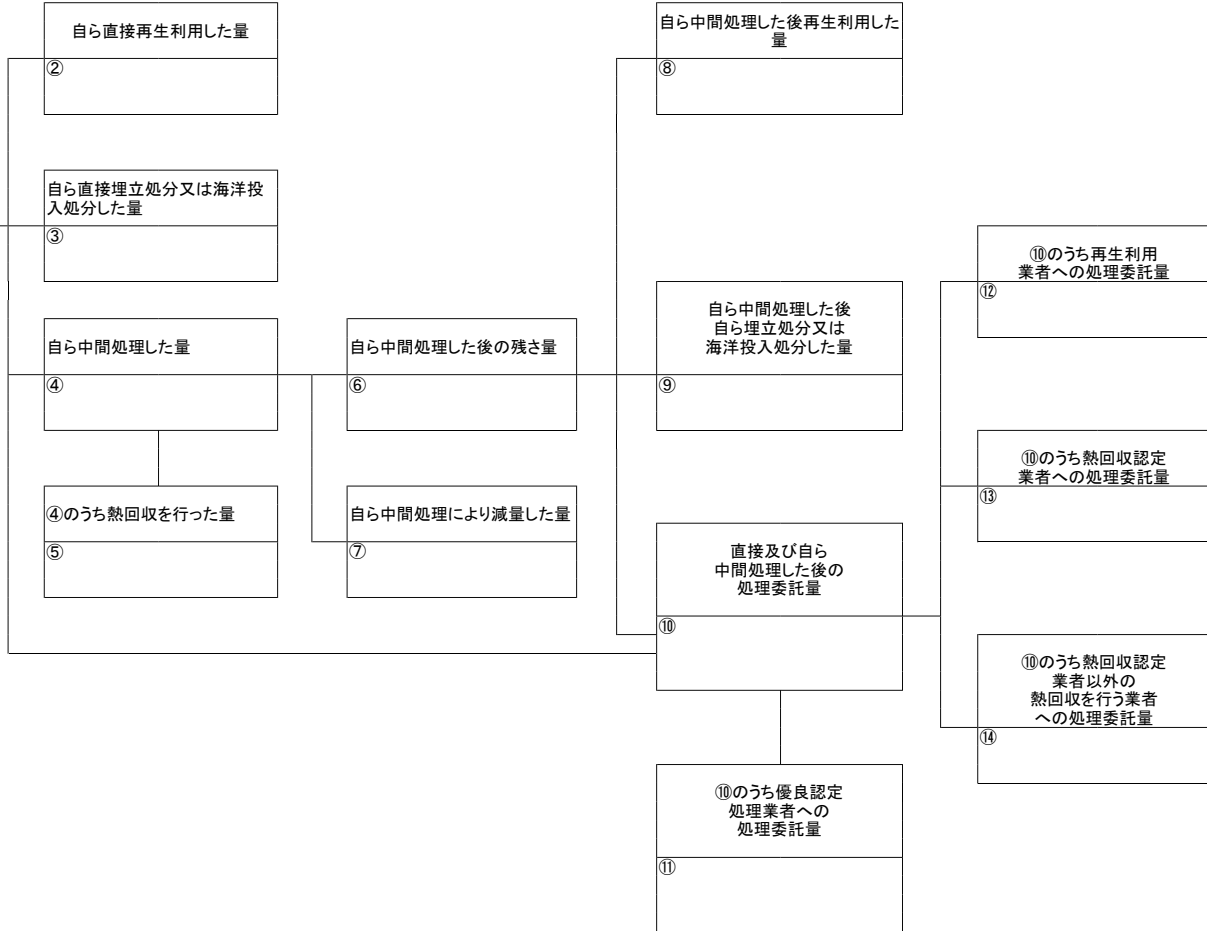 自ら直接再生利用した量
②
自ら直接埋立処分又は海洋投
入処分した量
③
自ら中間処理した量
④
④のうち熱回収を行った量
⑤
自ら中間処理した後の残さ量
⑥
自ら中間処理により減量した量
⑦
自ら中間処理した後再生利用した
量
⑧
自ら中間処理した後
自ら埋立処分又は
海洋投入処分した量
⑨
直接及び自ら
中間処理した後の
処理委託量
⑩
⑩のうち優良認定
処理業者への
処理委託量
⑪
⑩のうち再生利用
業者への処理委託量
⑫
⑩のうち熱回収認定
業者への処理委託量
⑬
⑩のうち熱回収認定
業者以外の
熱回収を行う業者
への処理委託量
⑭